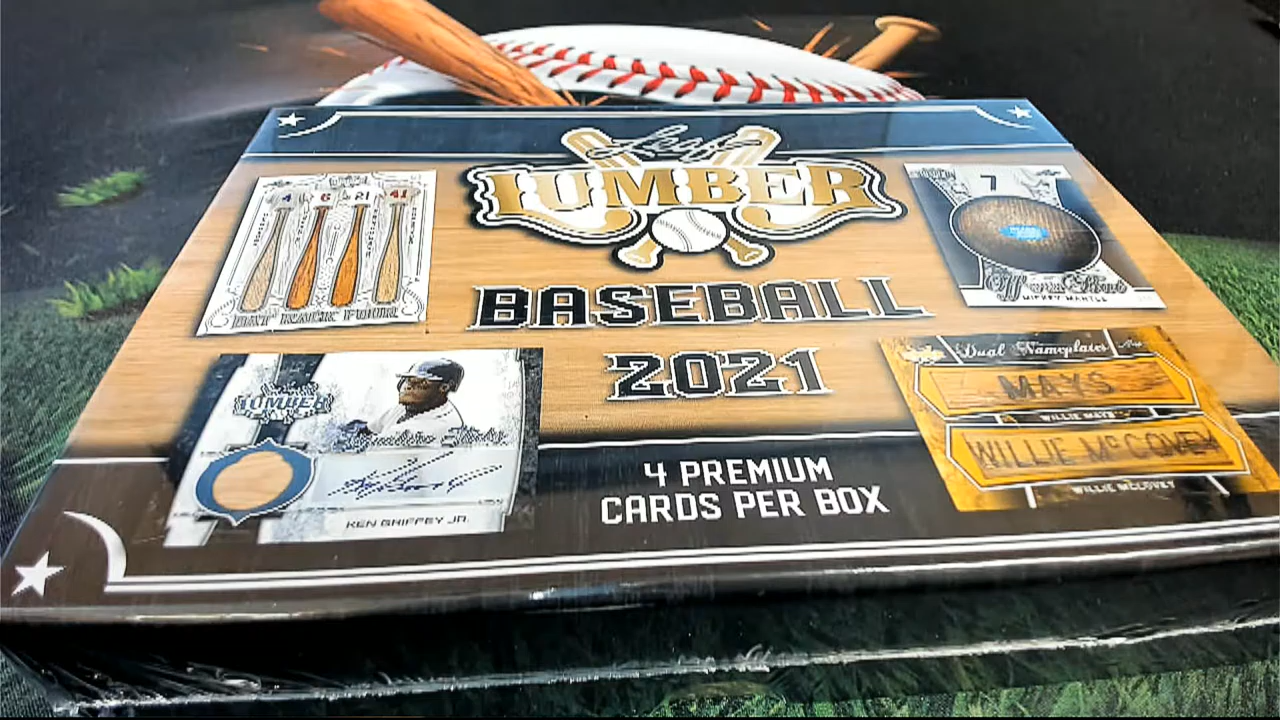 Leaf
LUMBER
BASEBALL
2021
4 PREMIUM
CARDS PER BOX
4 6 21 41
BAT RACK FOUR
LUMBER
KEN GRIFFEY JR.
7
MICKEY MANTLE
Dual Nameplates
MAYS
WILLIE MAYS
WILLIE McCOVEY
WILLIE MCCOVEY